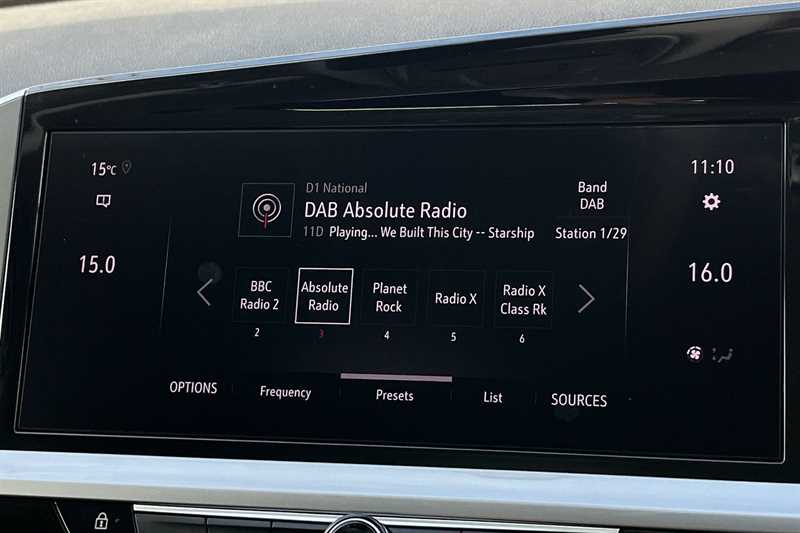 15°C
11:10
D1 National
DAB Absolute Radio
11D Playing... We Built This City -- Starship
Band
DAB
Station 1/29
15.0
16.0
BBC
Radio 2
2
Absolute
Radio
3
Planet
Rock
4
Radio X
5
Radio X
Class Rk
6
OPTIONS
Frequency
Presets
List
SOURCES